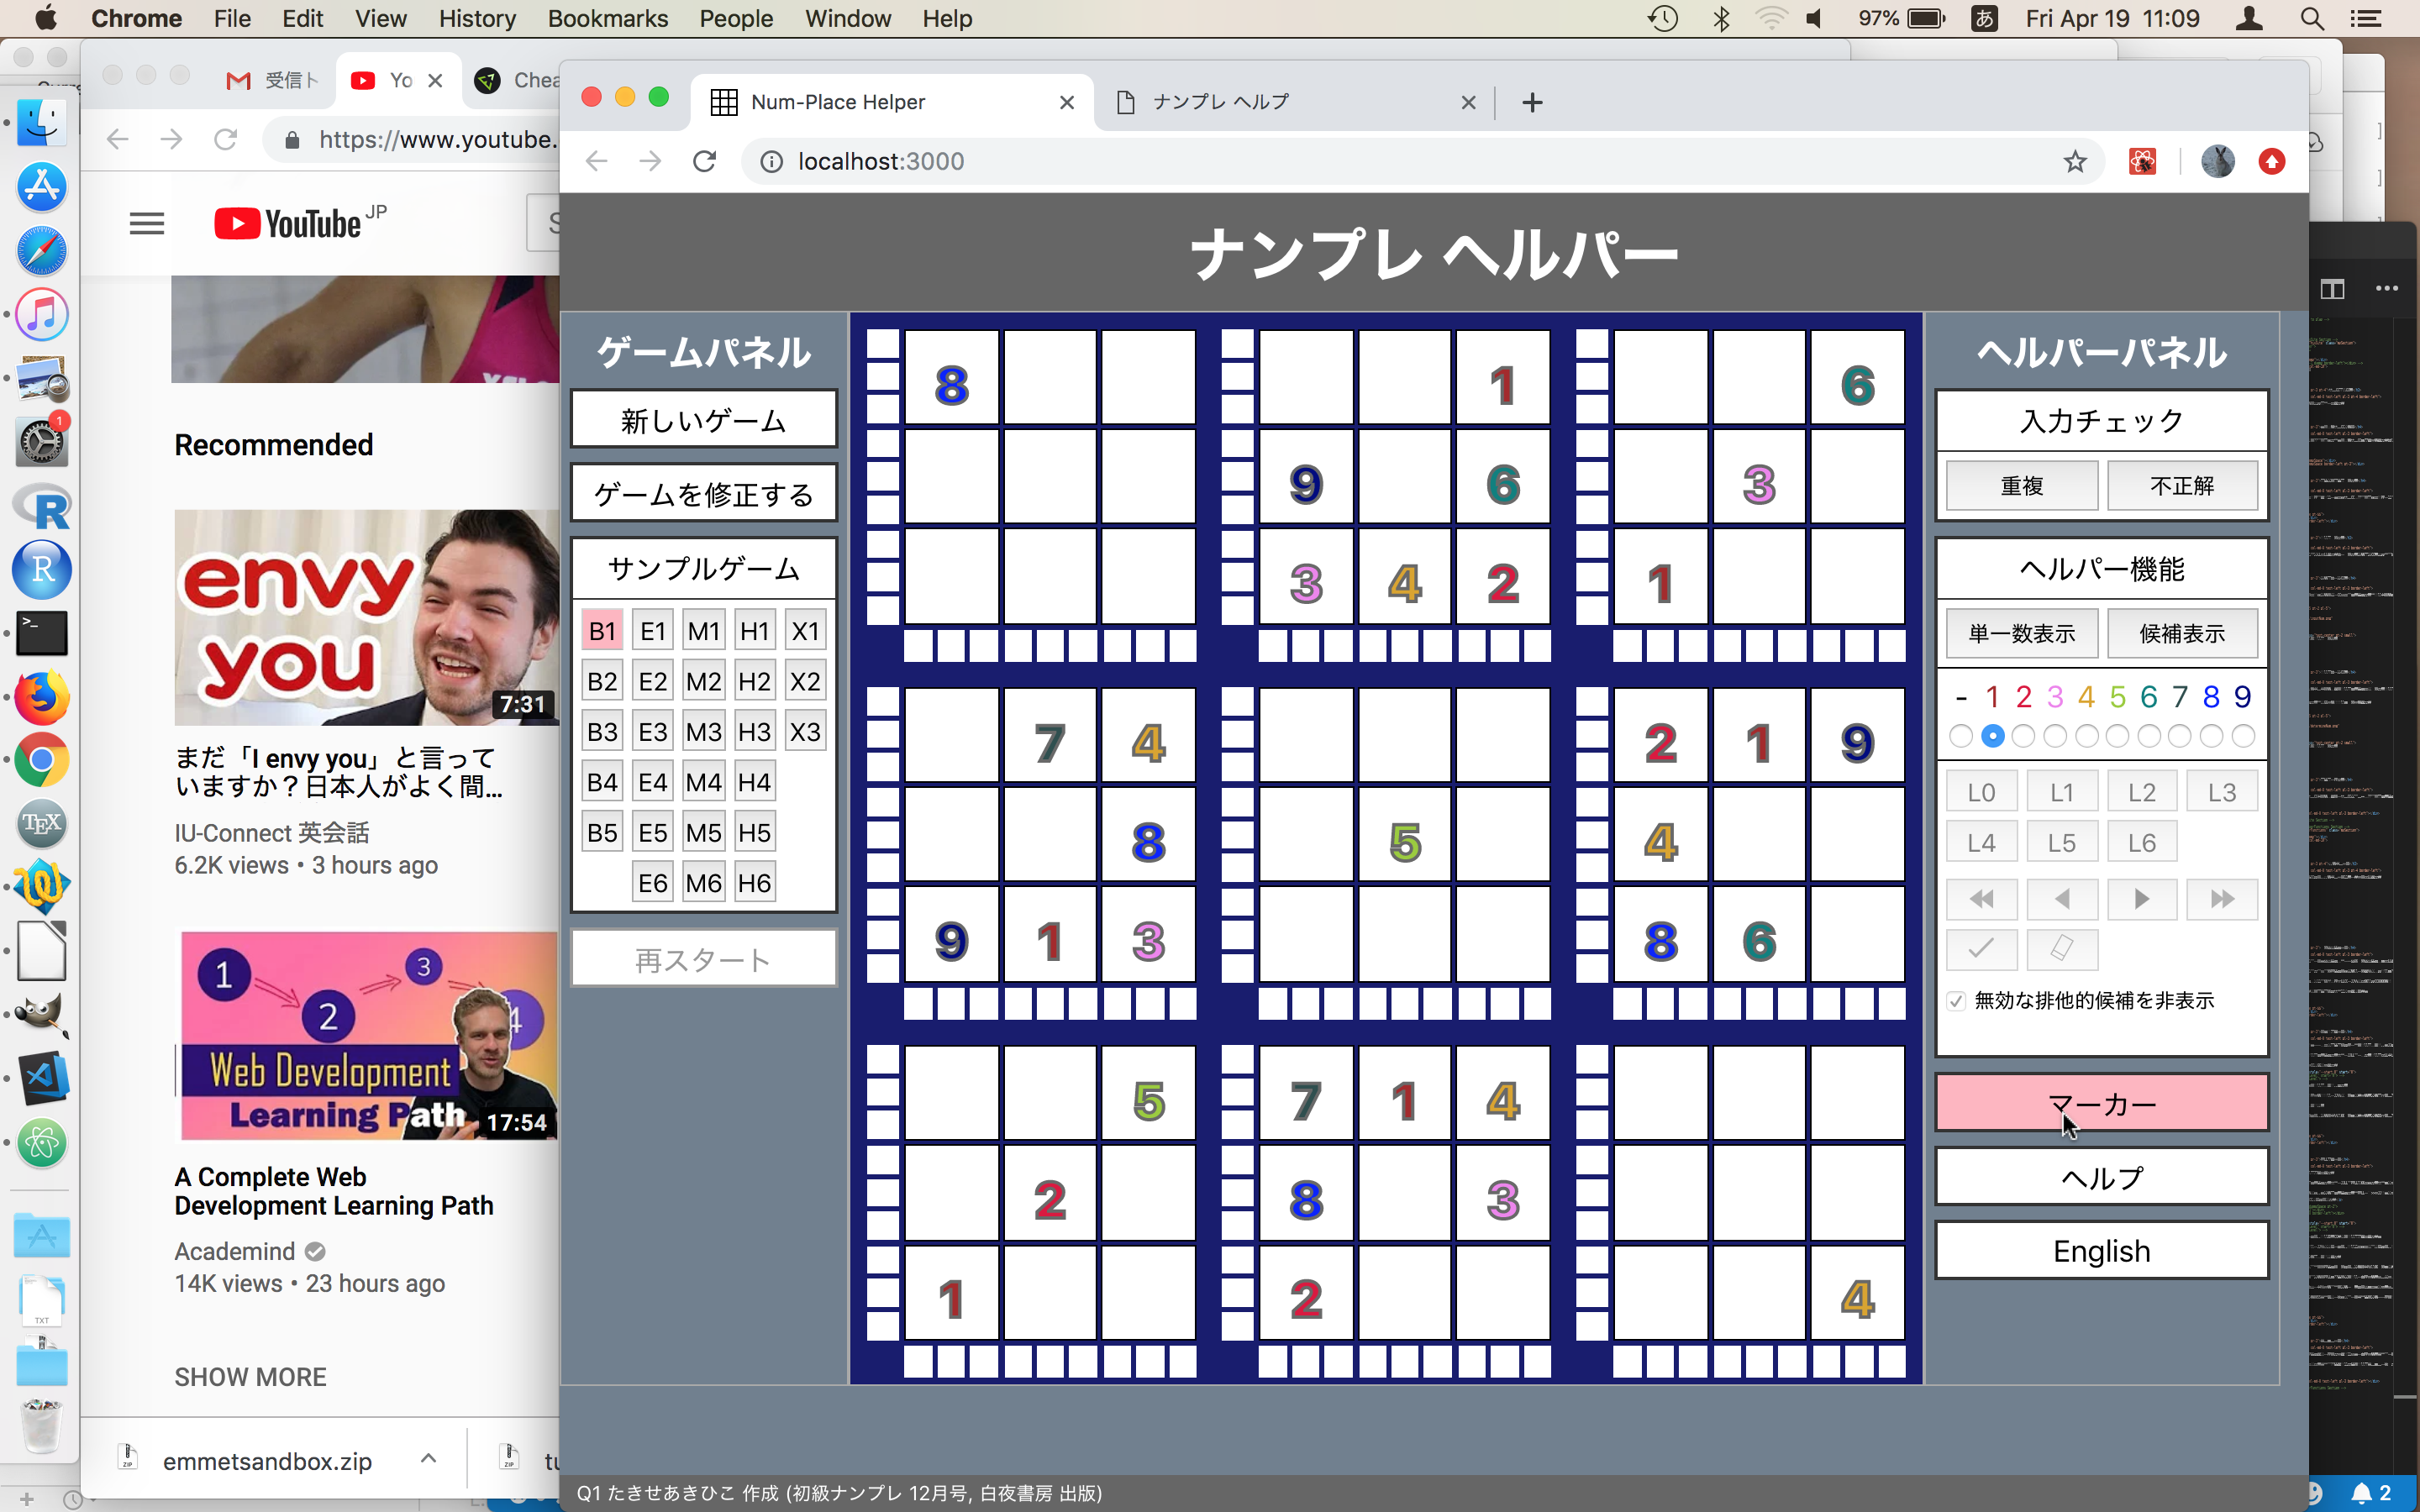 Chrome File Edit View History Bookmarks People Window Help 97% あ Fri Apr 19 11:09
受信ト Yo Chea
https://www.youtube.
YouTube JP
S
XSL
Recommended
envy you
7:31
まだ「I envy you」と言って
いますか？日本人がよく間...
IU-Connect 英会話
6.2K views • 3 hours ago
1 2 3 4
Web Development
Learning Path
17:54
A Complete Web
Development Learning Path
Academind
14K views • 23 hours ago
SHOW MORE
emmetsandbox.zip
Num-Place Helper ナンプレ ヘルプ
localhost:3000
ナンプレ ヘルパー
ゲームパネル
新しいゲーム
ゲームを修正する
サンプルゲーム
B1 E1 M1 H1 X1
B2 E2 M2 H2 X2
B3 E3 M3 H3 X3
B4 E4 M4 H4
B5 E5 M5 H5
E6 M6 H6
再スタート
8 1 6
9 6 3
3 4 2 1
7 4 2 1 9
8 5 4
9 1 3 8 6
5 7 1 4
2 8 3
1 2 4
ヘルパーパネル
入力チェック
重複 不正解
ヘルパー機能
単一数表示 候補表示
- 1 2 3 4 5 6 7 8 9
L0 L1 L2 L3
L4 L5 L6
無効な排他的候補を非表示
マーカー
ヘルプ
English
Q1 たきせあきひこ 作成 (初級ナンプレ 12月号, 白夜書房 出版)
1
R
R
TEX
TXT
2